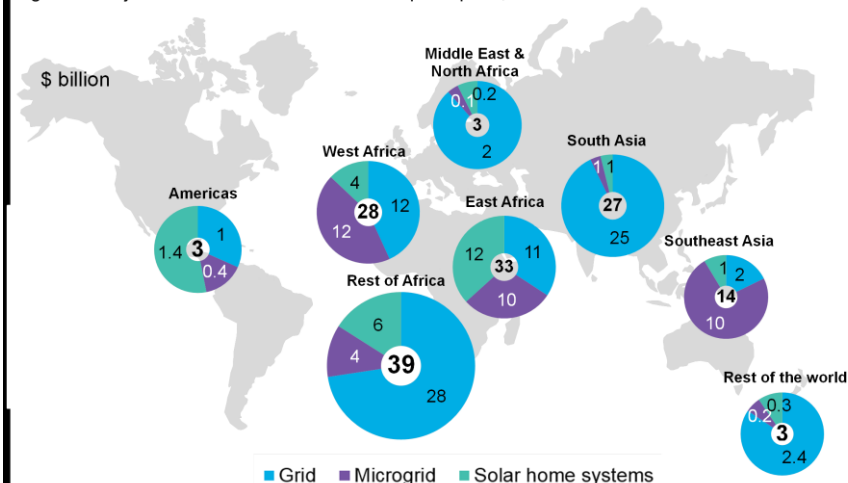 $ billion
Middle East &
North Africa
0.1 0.2
3
2
West Africa
4
12
28
12
South Asia
1 1
27
25
Americas
1
1.4
3
0.4
East Africa
12
11
33
10
Southeast Asia
1 2
14
10
Rest of Africa
6
4
39
28
Rest of the world
0.3
0.2
3
2.4
Grid Microgrid Solar home systems